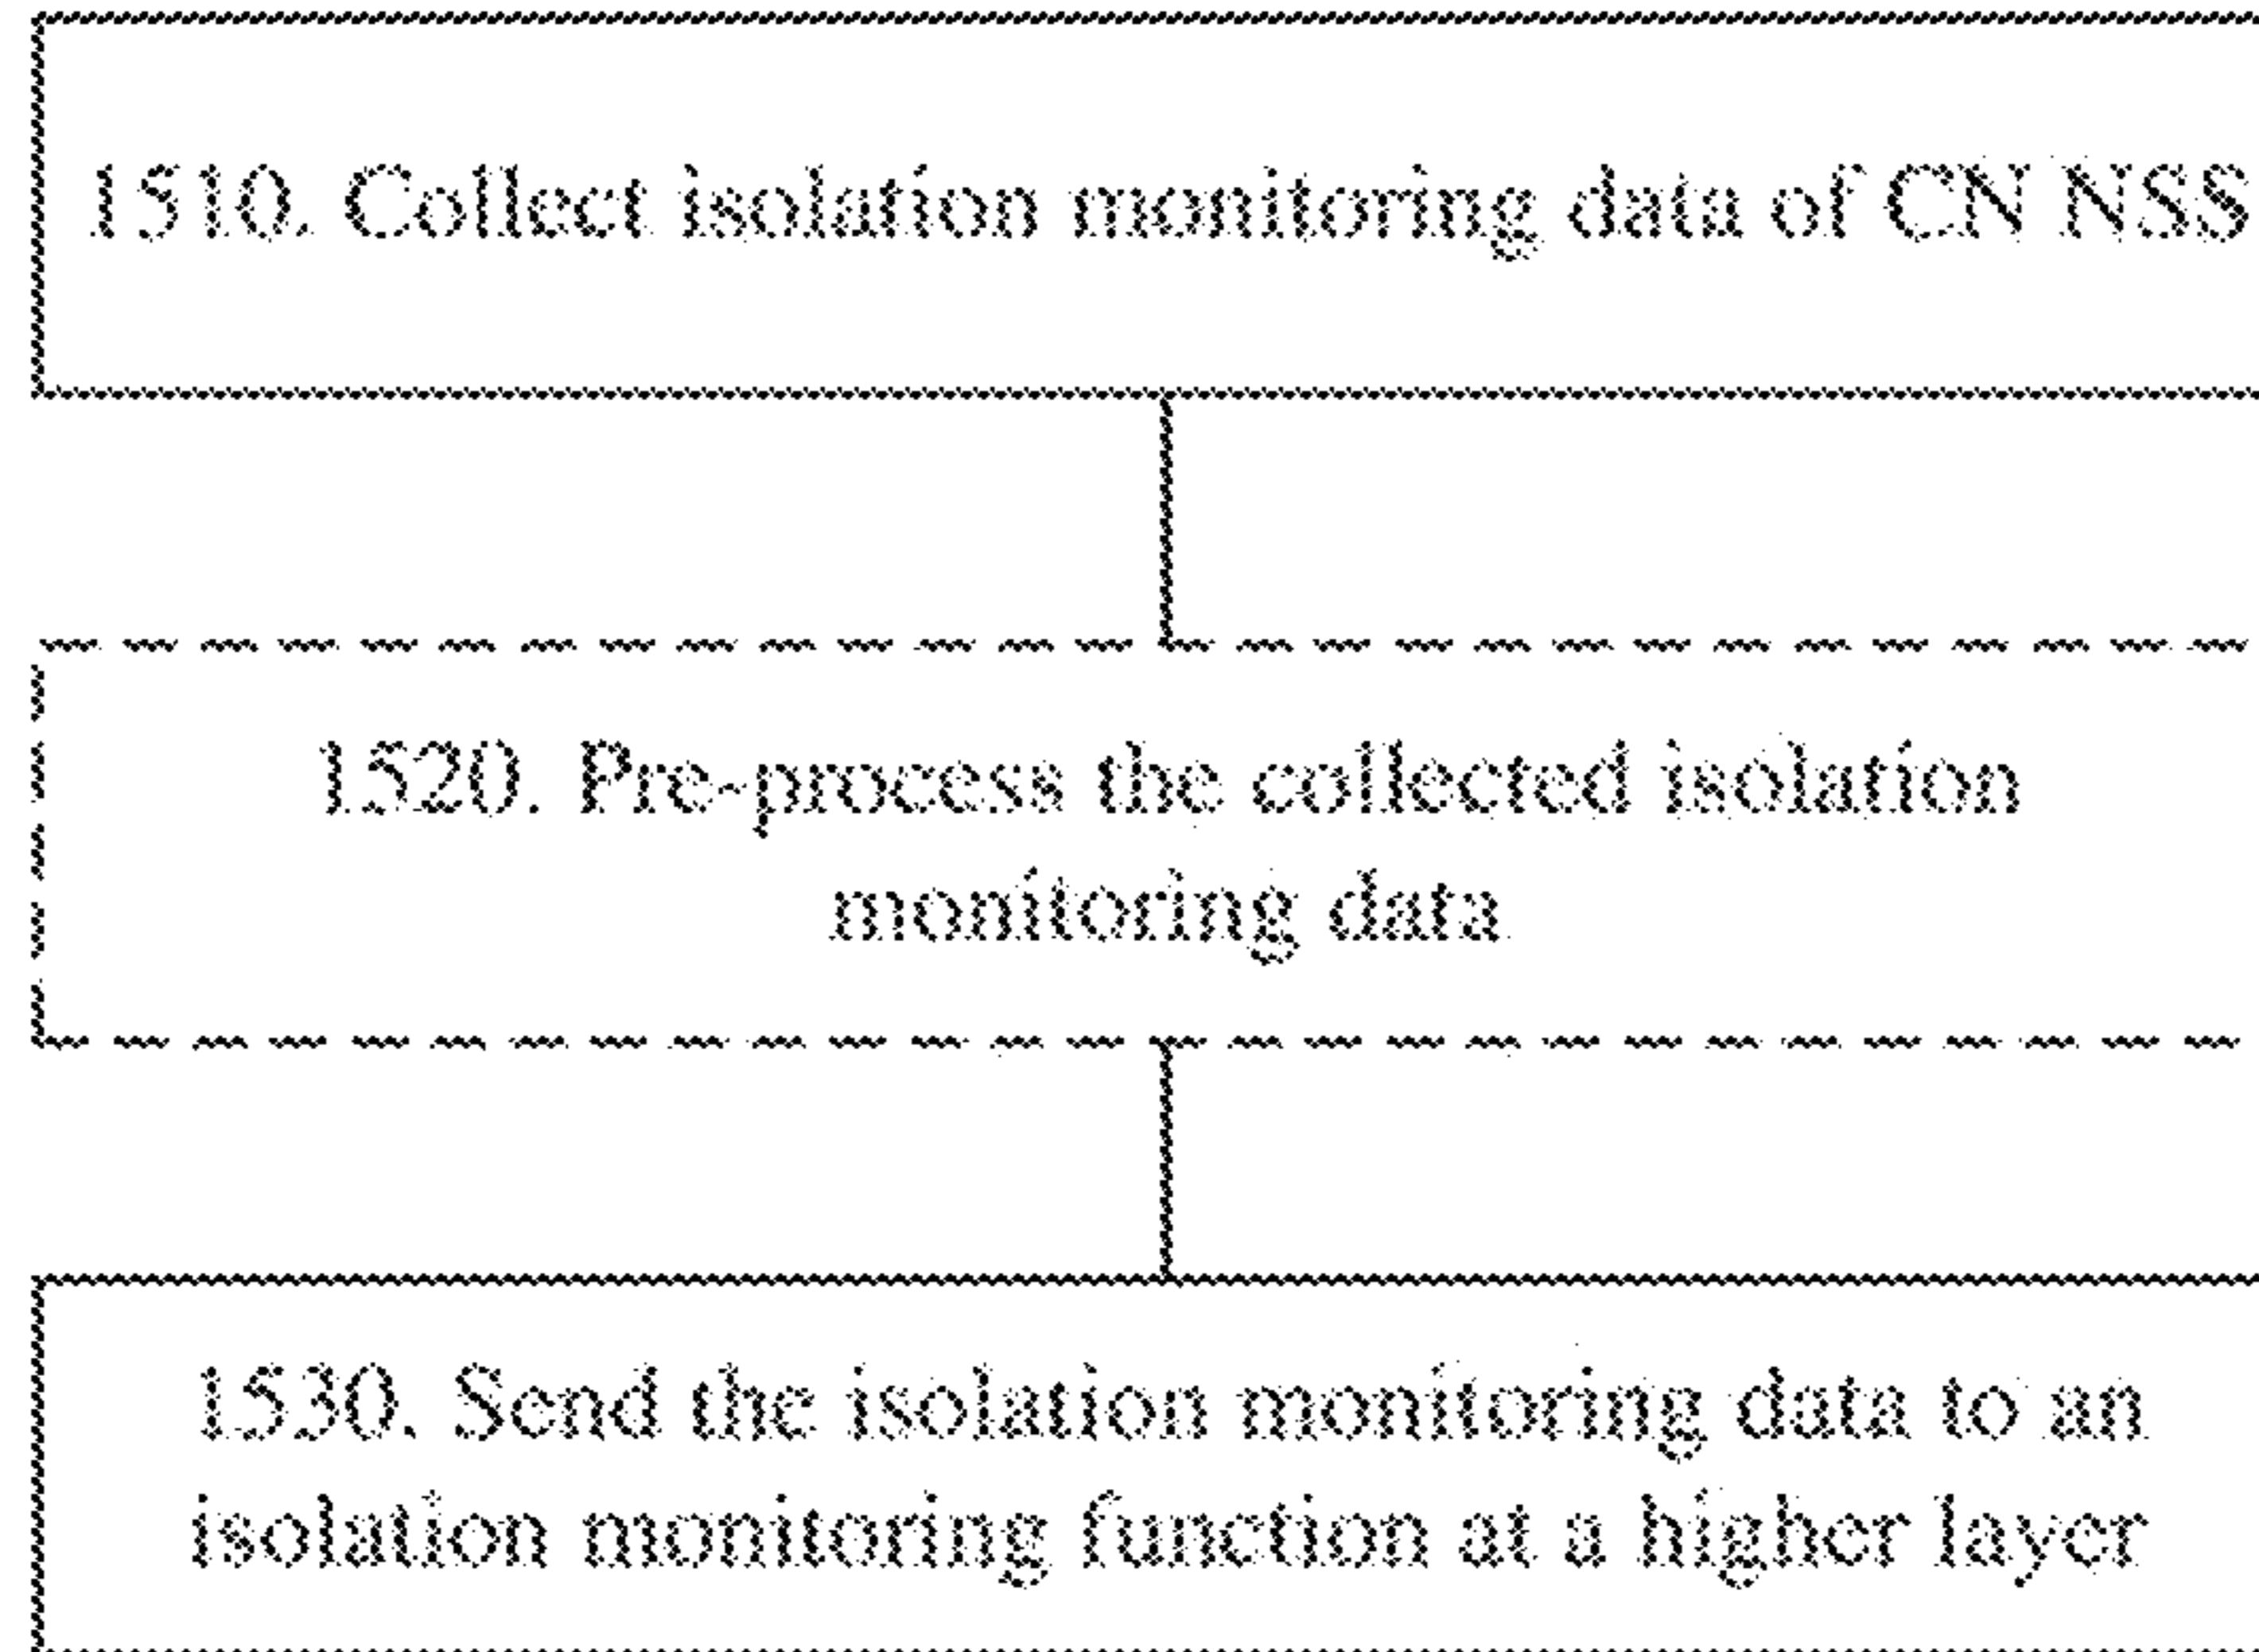 1510. Collect isolation monitoring data of CN NSS
1520. Pre-process the collected isolation
monitoring data
1530. Send the isolation monitoring data to an
isolation monitoring function at a higher layer